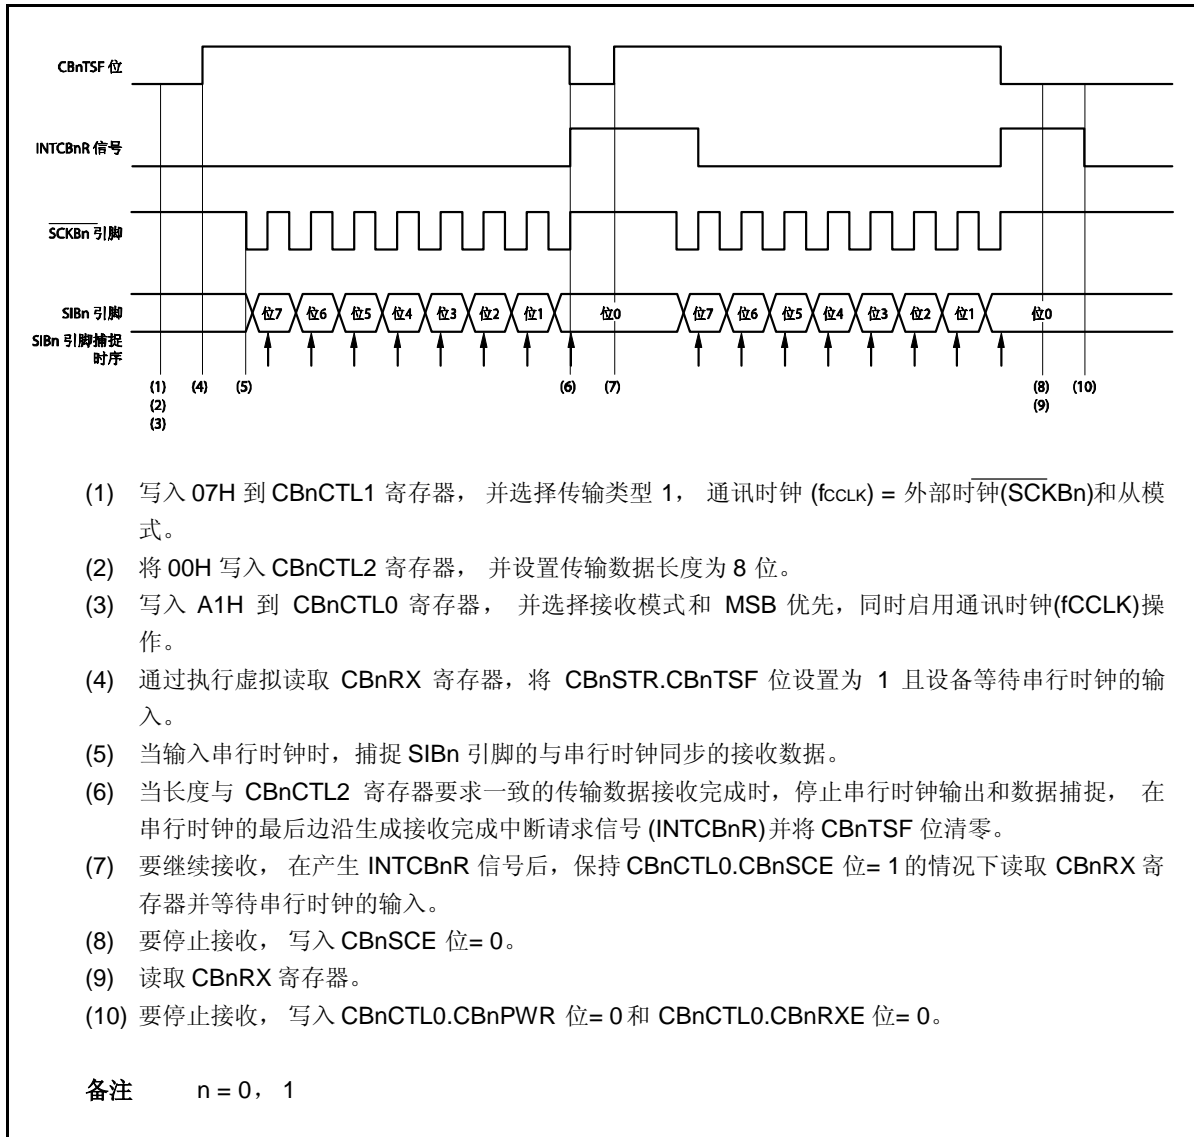 CBnTSF 位
INTCBnR 信号
SCKBn 引脚
SIBn 引脚
位7 位6 位5 位4 位3 位2 位1 位0 位7 位6 位5 位4 位3 位2 位1 位0
SIBn 引脚捕捉
时序
(1) (4) (5) (6) (7) (8) (10)
(2) (9)
(3)
(1) 写入 07H 到 CBnCTL1 寄存器， 并选择传输类型 1， 通讯时钟 (fCCLK) = 外部时钟(SCKBn)和从模
式。
(2) 将 00H 写入 CBnCTL2 寄存器， 并设置传输数据长度为 8 位。
(3) 写入 A1H 到 CBnCTL0 寄存器， 并选择接收模式和 MSB 优先，同时启用通讯时钟(fCCLK)操
作。
(4) 通过执行虚拟读取 CBnRX 寄存器，将 CBnSTR.CBnTSF 位设置为 1 且设备等待串行时钟的输
入。
(5) 当输入串行时钟时，捕捉 SIBn 引脚的与串行时钟同步的接收数据。
(6) 当长度与 CBnCTL2 寄存器要求一致的传输数据接收完成时，停止串行时钟输出和数据捕捉， 在
串行时钟的最后边沿生成接收完成中断请求信号 (INTCBnR)并将 CBnTSF 位清零。
(7) 要继续接收， 在产生 INTCBnR 信号后，保持 CBnCTL0.CBnSCE 位= 1 的情况下读取 CBnRX 寄
存器并等待串行时钟的输入。
(8) 要停止接收， 写入 CBnSCE 位= 0。
(9) 读取 CBnRX 寄存器。
(10) 要停止接收， 写入 CBnCTL0.CBnPWR 位= 0 和 CBnCTL0.CBnRXE 位= 0。
备注 n = 0， 1